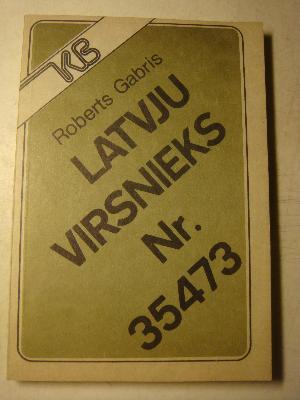 KB
Roberts Gabris
LATVJU
VIRSNIEKS
Nr.
35473